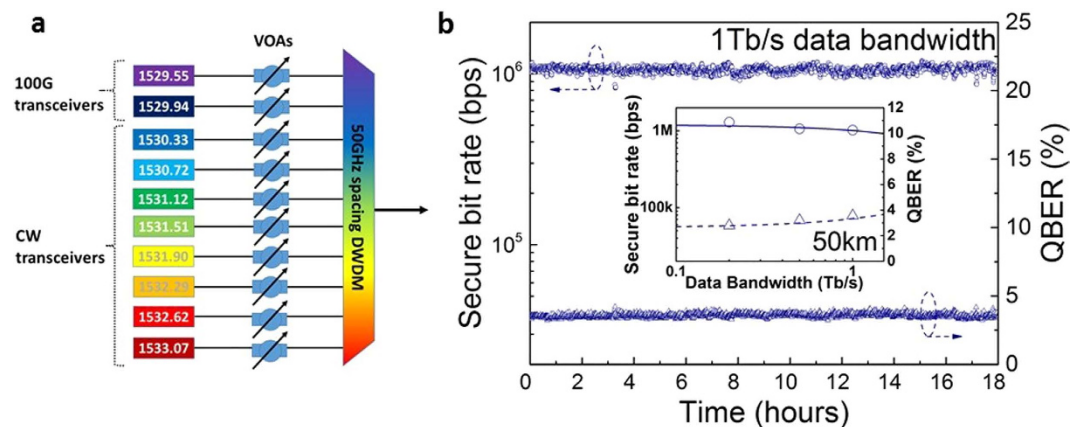 a
VOAs
100G
transceivers
1529.55
1529.94
1530.33
1530.72
1531.12
1531.51
1531.90
1532.29
1532.62
1533.07
CW
transceivers
50GHz spacing DWDM
b
1Tb/s data bandwidth
Secure bit rate (bps)
10⁶
10⁵
25
20
15
10
5
0
QBER (%)
0 2 4 6 8 10 12 14 16 18
Time (hours)
Secure bit rate (bps)
1M
100k
12
10
8
6
4
2
0
QBER (%)
50km
0.1 1
Data Bandwidth (Tb/s)